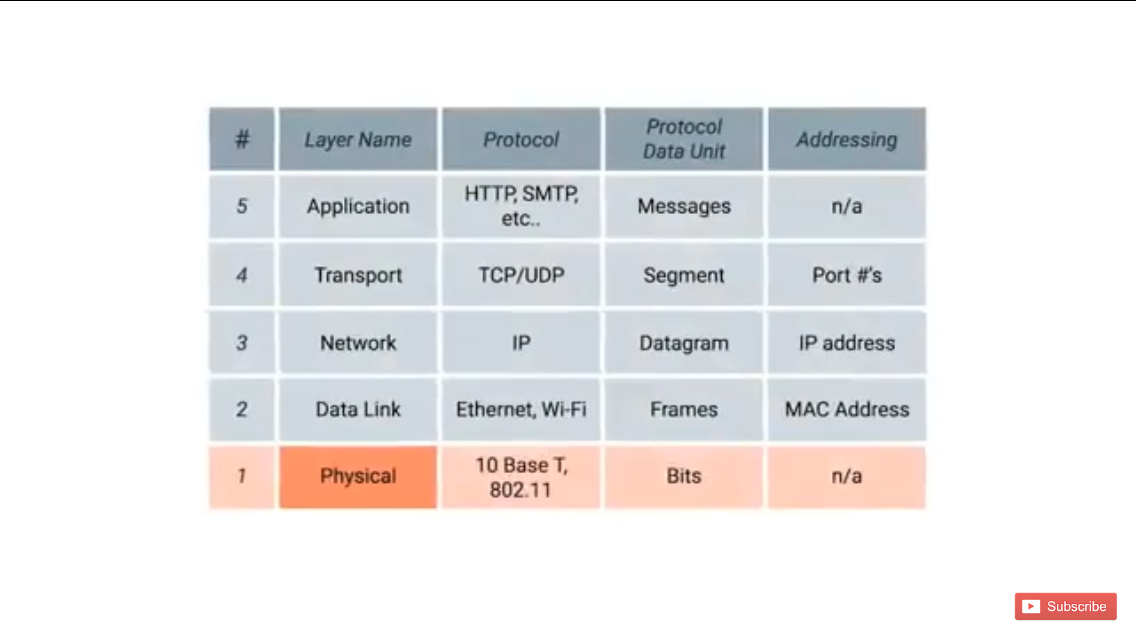 #
Layer Name
Protocol
Protocol
Data Unit
Addressing
5
Application
HTTP, SMTP,
etc..
Messages
n/a
4
Transport
TCP/UDP
Segment
Port #'s
3
Network
IP
Datagram
IP address
2
Data Link
Ethernet, Wi-Fi
Frames
MAC Address
1
Physical
10 Base T,
802.11
Bits
n/a
Subscribe